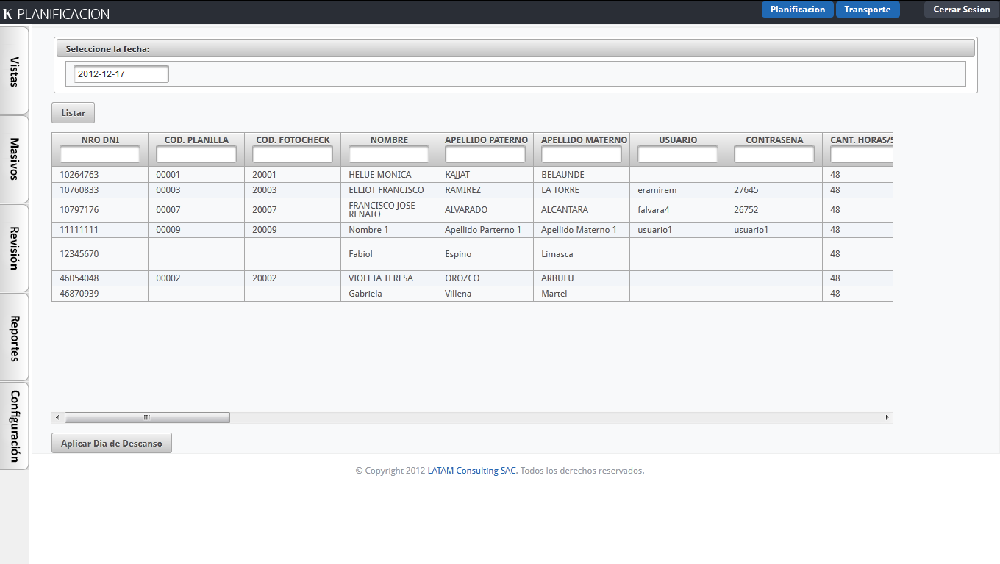 K-PLANIFICACION Planificacion Transporte Cerrar Sesion
Vistas
Masivos
Revisión
Reportes
Configuración
Seleccione la fecha:
2012-12-17
Listar
NRO DNI COD. PLANILLA COD. FOTOCHECK NOMBRE APELLIDO PATERNO APELLIDO MATERNO USUARIO CONTRASENA CANT. HORAS/S
10264763 00001 20001 HELUE MONICA KAJJAT BELAUNDE 48
10760833 00003 20003 ELLIOT FRANCISCO RAMIREZ LA TORRE eramirem 27645 48
10797176 00007 20007 FRANCISCO JOSE RENATO ALVARADO ALCANTARA falvara4 26752 48
11111111 00009 20009 Nombre 1 Apellido Parterno 1 Apellido Materno 1 usuario1 usuario1 48
12345670 Fabiol Espino Limasca 48
46054048 00002 20002 VIOLETA TERESA OROZCO ARBULU 48
46870939 Gabriela Villena Martel 48
Aplicar Dia de Descanso
© Copyright 2012 LATAM Consulting SAC. Todos los derechos reservados.